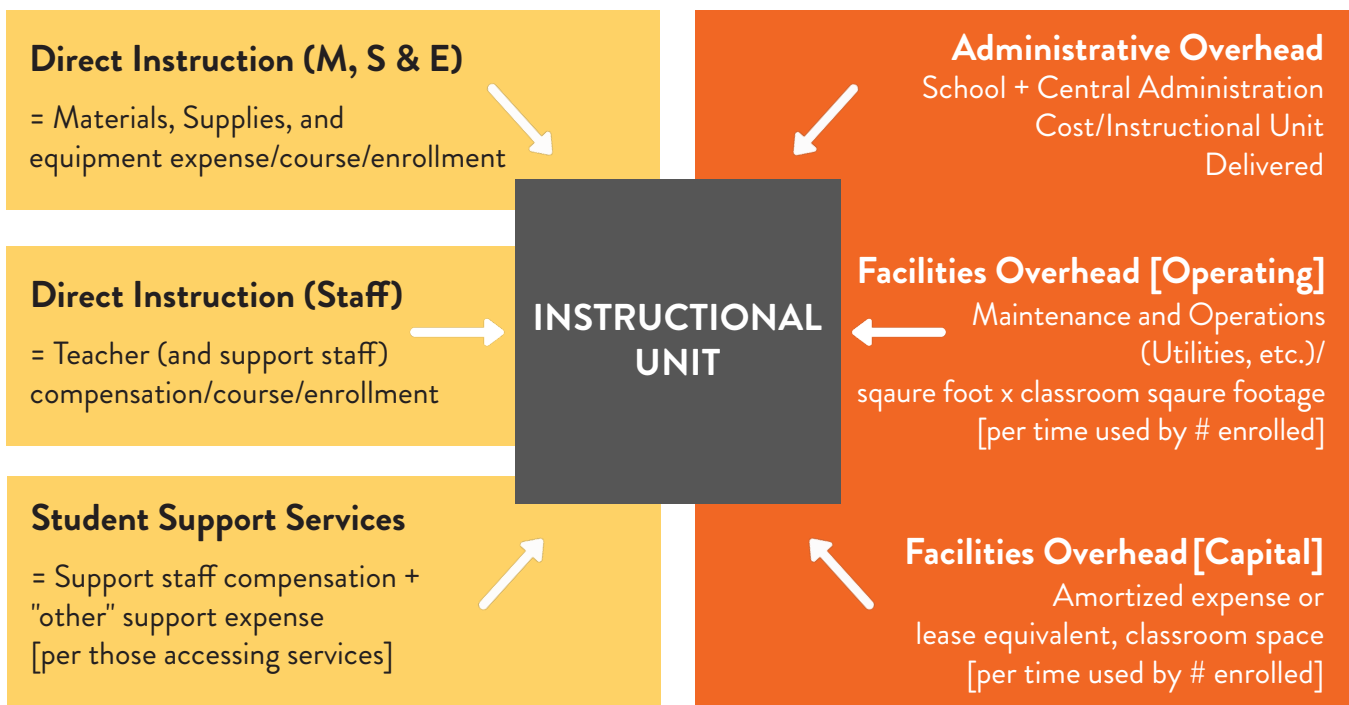 Direct Instruction (M, S & E)
= Materials, Supplies, and
equipment expense/course/enrollment
Direct Instruction (Staff)
= Teacher (and support staff)
compensation/course/enrollment
Student Support Services
= Support staff compensation +
"other" support expense
[per those accessing services]
INSTRUCTIONAL
UNIT
Administrative Overhead
School + Central Administration
Cost/Instructional Unit
Delivered
Facilities Overhead [Operating]
Maintenance and Operations
(Utilities, etc.)/
sqaure foot x classroom sqaure footage
[per time used by # enrolled]
Facilities Overhead [Capital]
Amortized expense or
lease equivalent, classroom space
[per time used by # enrolled]